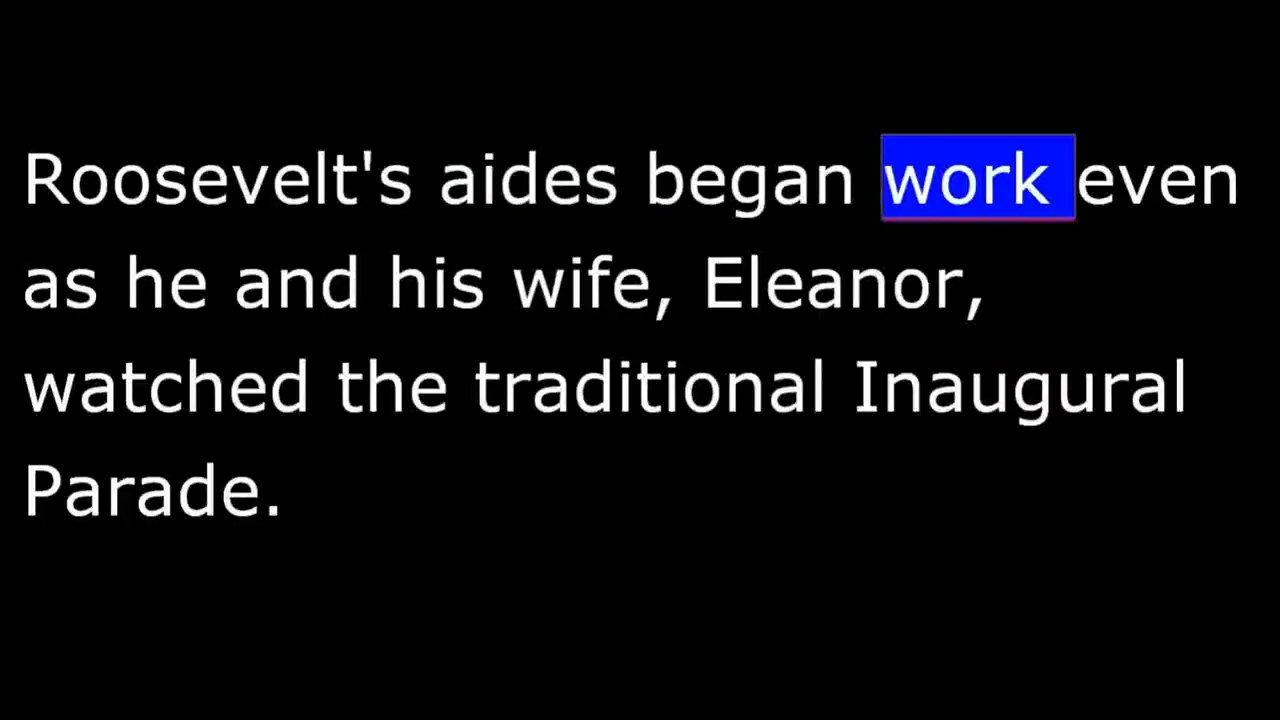 Roosevelt's aides began work even
as he and his wife, Eleanor,
watched the traditional Inaugural
Parade.